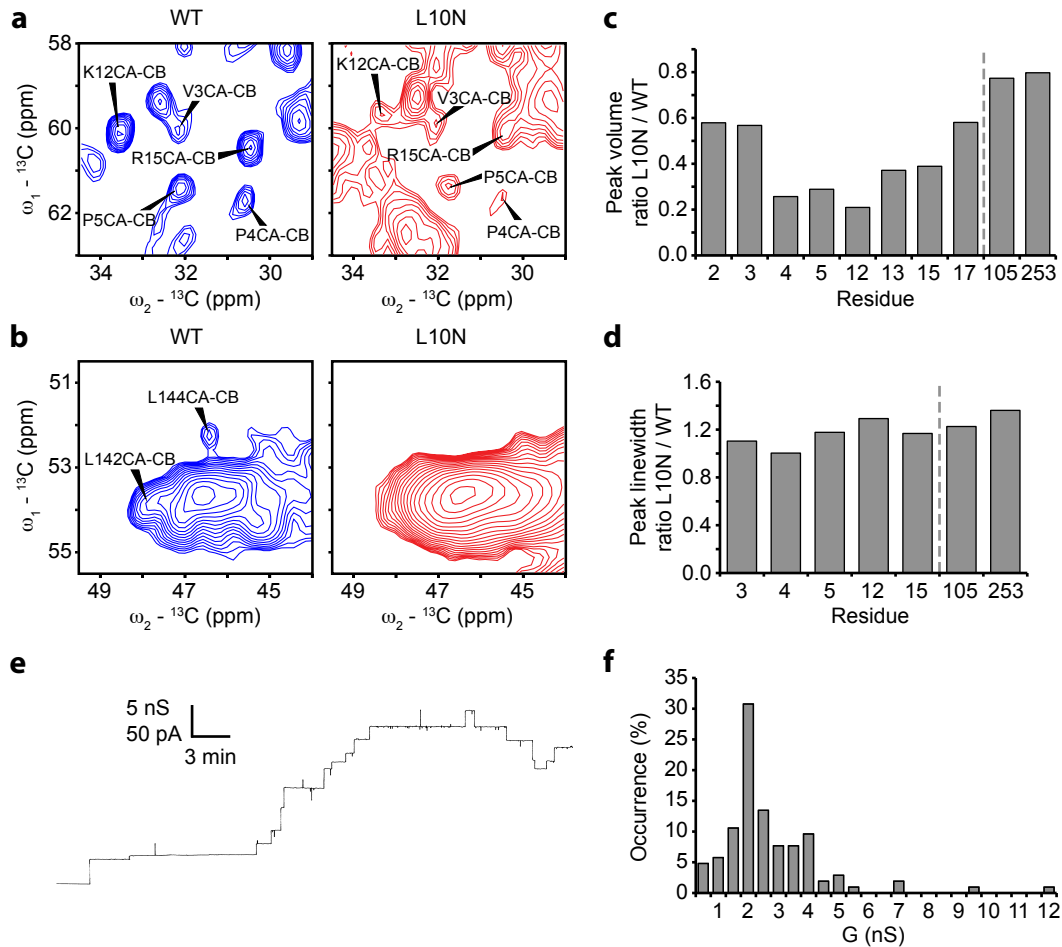 a
WT
L10N
58
60
62
ω1 - 13C (ppm)
K12CA-CB
V3CA-CB
R15CA-CB
P5CA-CB
P4CA-CB
34 32 30
ω2 - 13C (ppm)
K12CA-CB
V3CA-CB
R15CA-CB
P5CA-CB
P4CA-CB
34 32 30
ω2 - 13C (ppm)
b
WT
L10N
51
53
55
ω1 - 13C (ppm)
L144CA-CB
L142CA-CB
49 47 45
ω2 - 13C (ppm)
49 47 45
ω2 - 13C (ppm)
c
Peak volume
ratio L10N / WT
0.8
0.6
0.4
0.2
0.0
2 3 4 5 12 13 15 17 105 253
Residue
d
Peak linewidth
ratio L10N / WT
1.6
1.2
0.8
0.4
0.0
3 4 5 12 15 105 253
Residue
e
5 nS
50 pA
3 min
f
Occurrence (%)
35
30
25
20
15
10
5
0
1 2 3 4 5 6 7 8 9 10 11 12
G (nS)